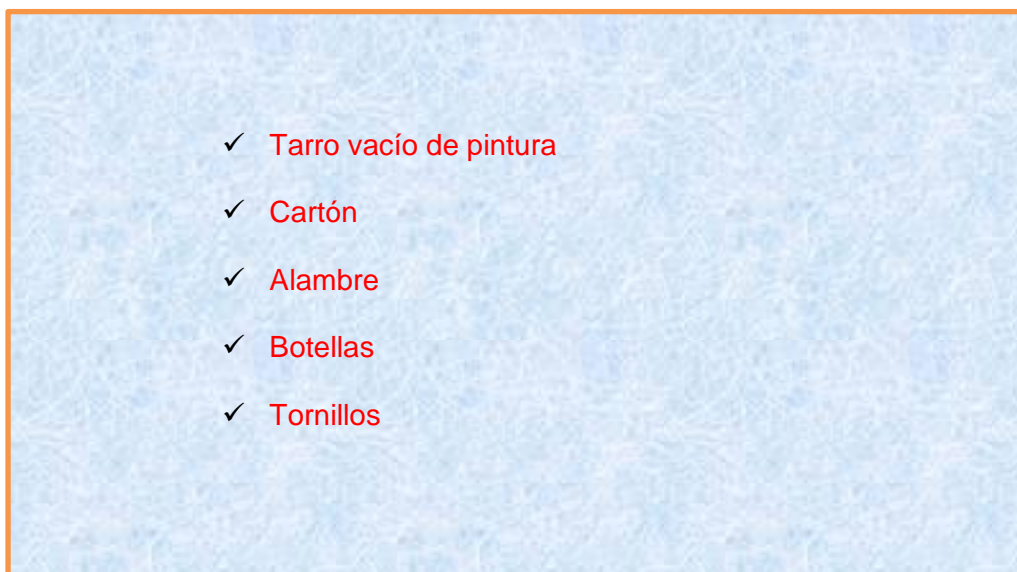 ✓ Tarro vacío de pintura
✓ Cartón
✓ Alambre
✓ Botellas
✓ Tornillos